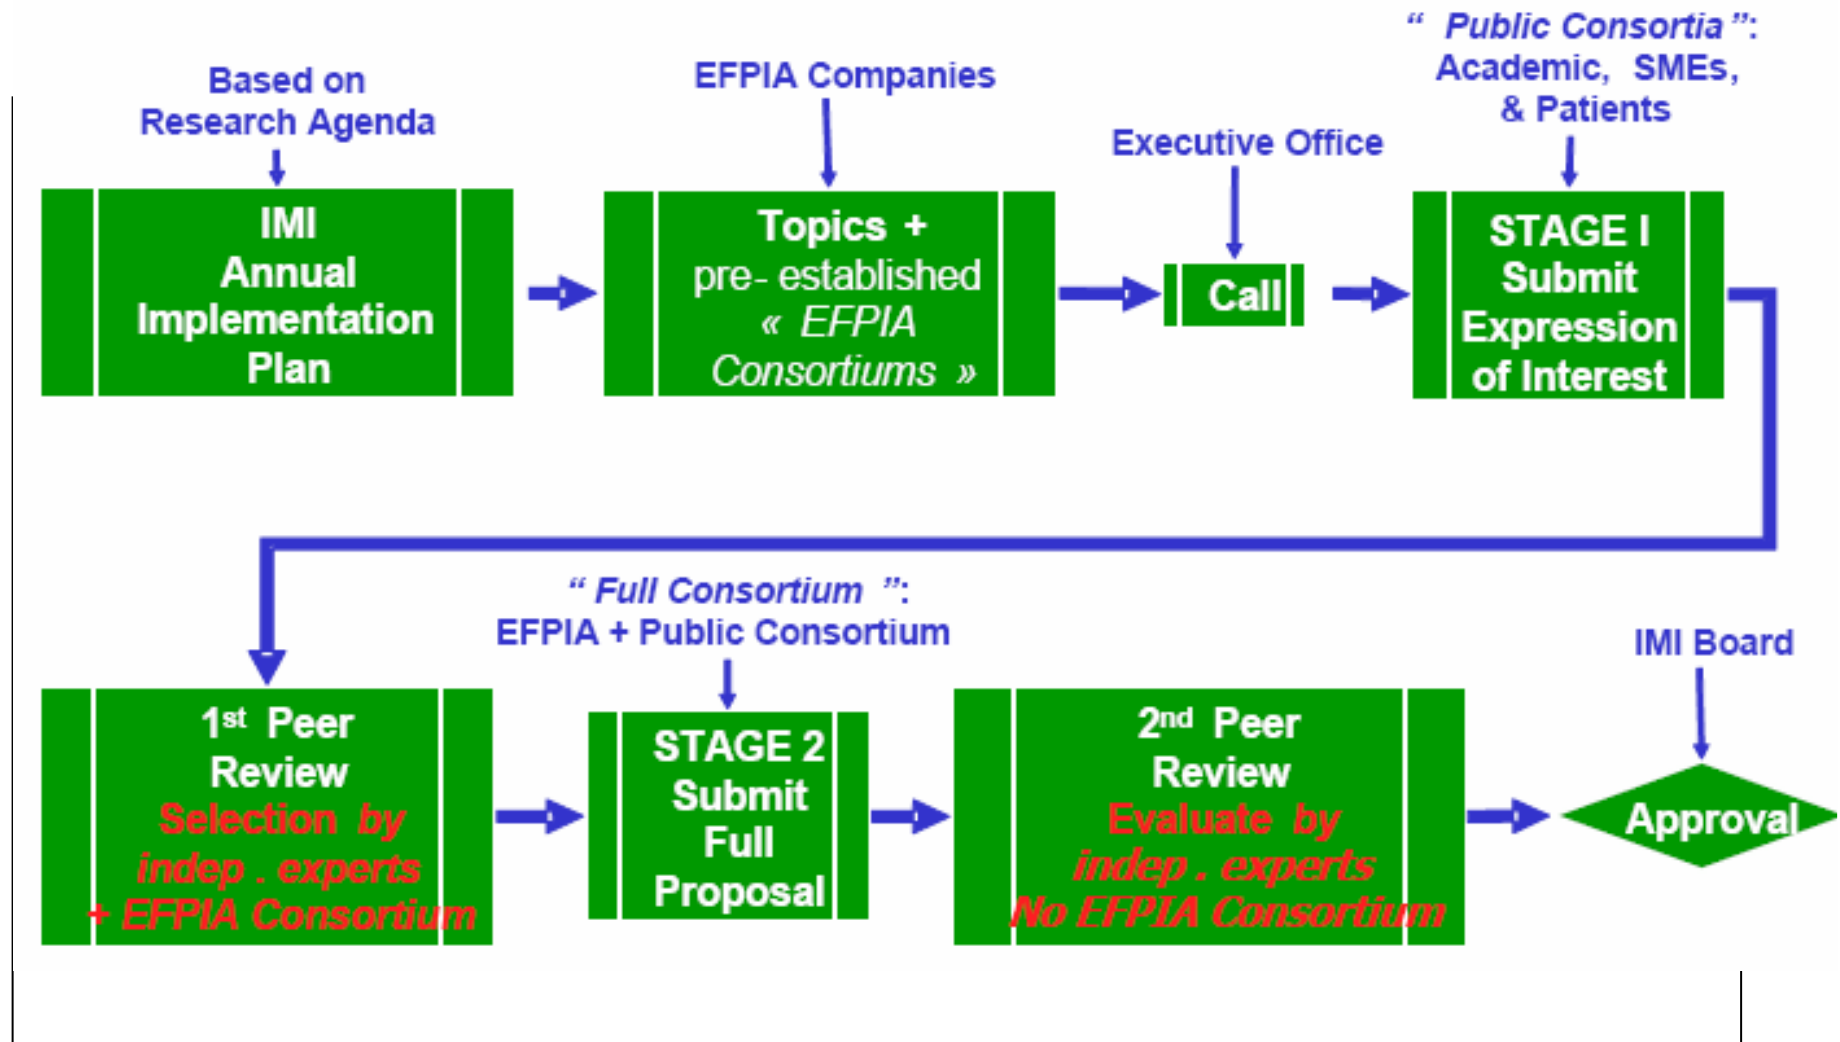 Based on
Research Agenda
IMI
Annual
Implementation
Plan
EFPIA Companies
Topics +
pre- established
« EFPIA
Consortiums »
Executive Office
Call
“ Public Consortia”:
Academic, SMEs,
& Patients
STAGE I
Submit
Expression
of Interest
1st Peer
Review
Selection by
indep . experts
+ EFPIA Consortium
“ Full Consortium ”:
EFPIA + Public Consortium
STAGE 2
Submit
Full
Proposal
2nd Peer
Review
Evaluate by
indep . experts
No EFPIA Consortium
IMI Board
Approval